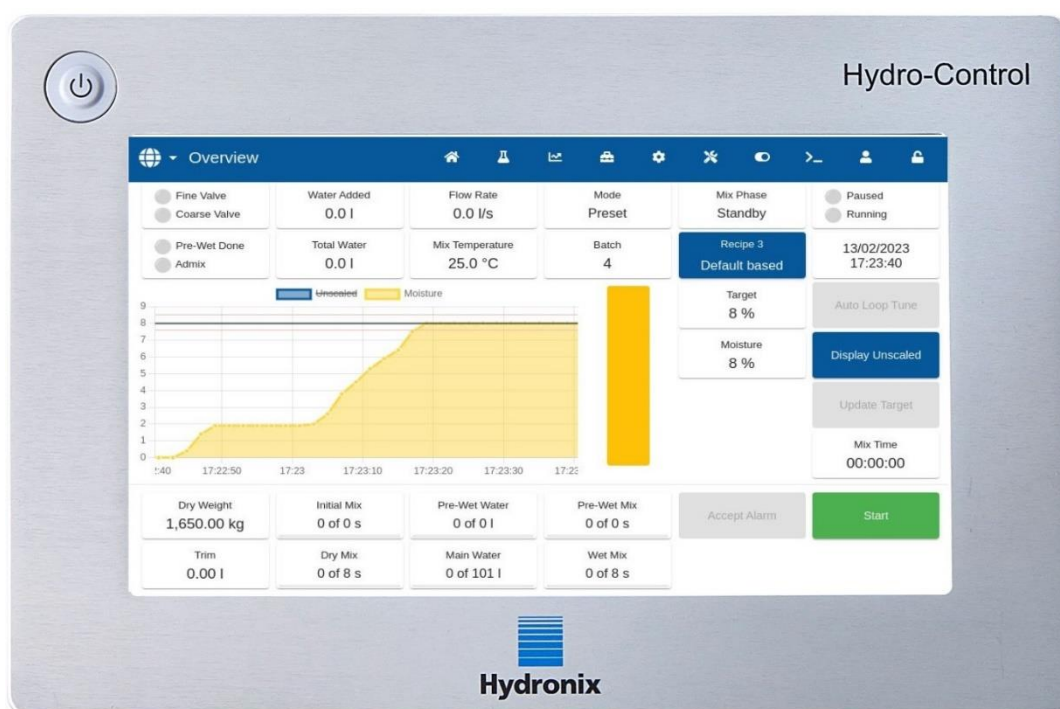 Hydro-Control
Overview
Fine Valve
Coarse Valve
Water Added
0.0 l
Flow Rate
0.0 l/s
Mode
Preset
Mix Phase
Standby
Paused
Running
Pre-Wet Done
Admix
Total Water
0.0 l
Mix Temperature
25.0 °C
Batch
4
Recipe 3
Default based
13/02/2023
17:23:40
Unscaled
Moisture
9
8
7
6
5
4
3
2
1
0
:40
17:22:50
17:23
17:23:10
17:23:20
17:23:30
17:23
Target
8 %
Auto Loop Tune
Moisture
8 %
Display Unscaled
Update Target
Mix Time
00:00:00
Dry Weight
1,650.00 kg
Initial Mix
0 of 0 s
Pre-Wet Water
0 of 0 l
Pre-Wet Mix
0 of 0 s
Accept Alarm
Start
Trim
0.00 l
Dry Mix
0 of 8 s
Main Water
0 of 101 l
Wet Mix
0 of 8 s
Hydronix